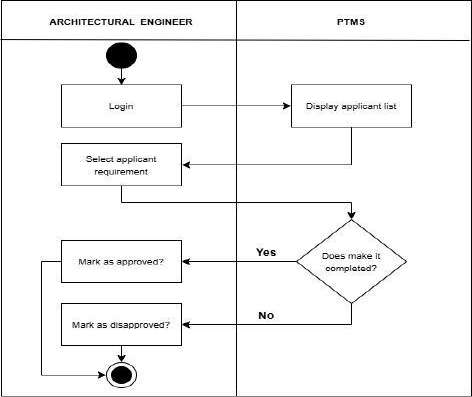 ARCHITECTURAL ENGINEER
PTMS
Login
Display applicant list
Select applicant
requirement
Does make it
completed?
Yes
Mark as approved?
No
Mark as disapproved?